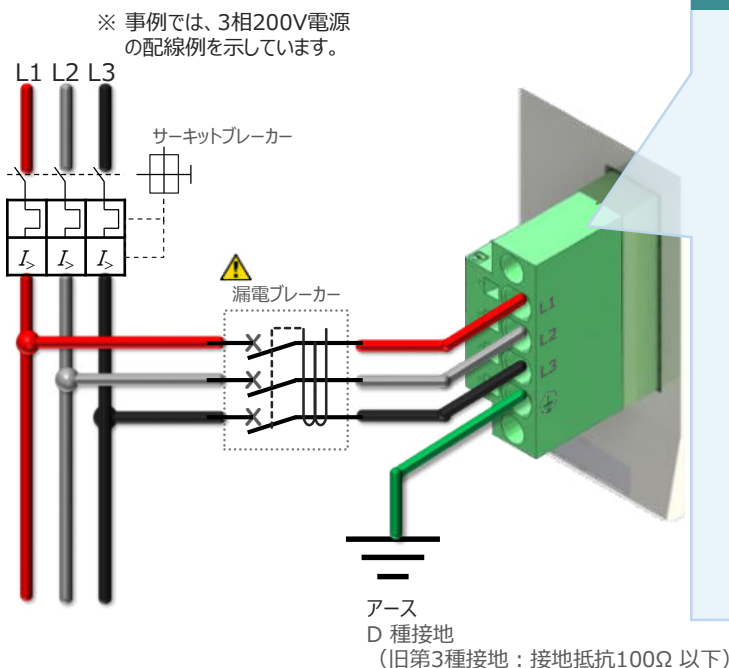 ※ 事例では、3相200V電源
の配線例を示しています。
L1 L2 L3
サーキットブレーカー
I> I> I>
漏電ブレーカー
L1
L2
L3
アース
D 種接地
（旧第3種接地：接地抵抗100Ω 以下）